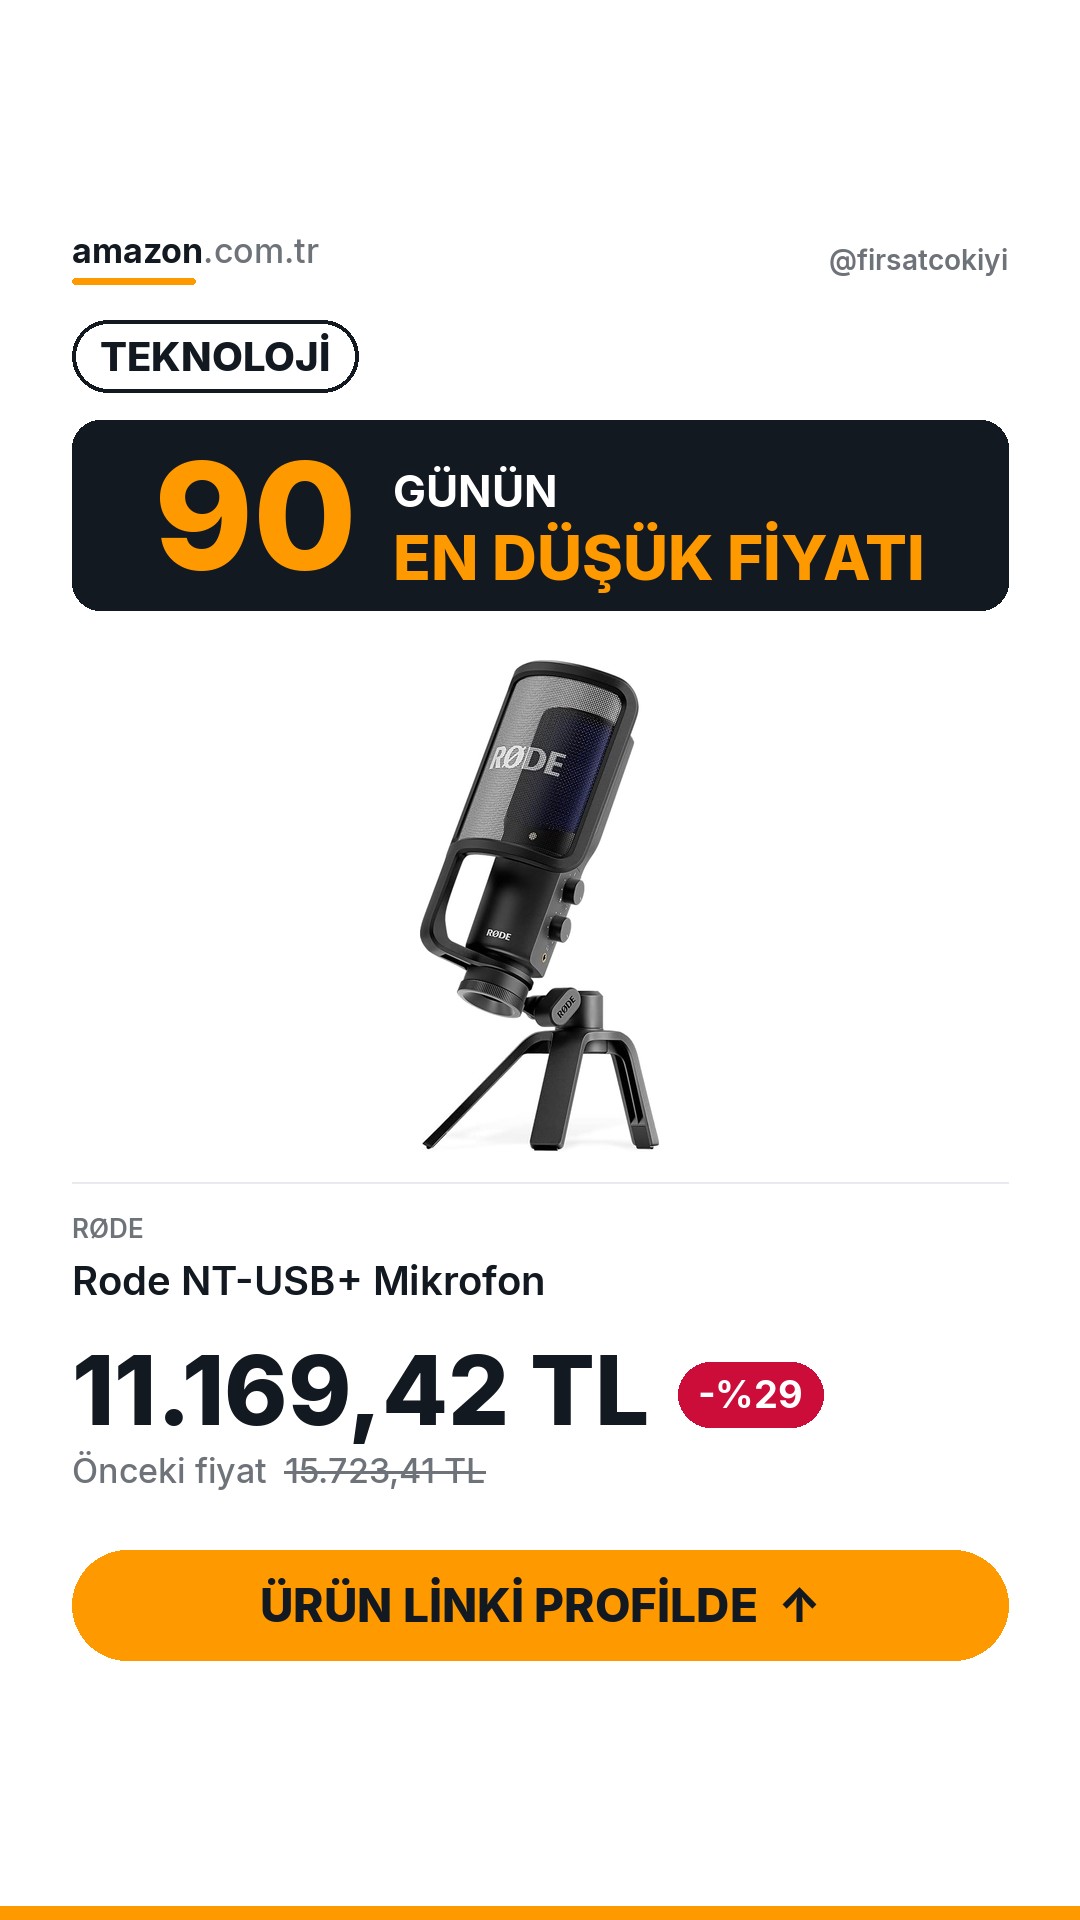 amazon.com.tr
@firsatcokiyi
TEKNOLOJİ
90 GÜNÜN
EN DÜŞÜK FİYATI
RØDE
RØDE
RØDE
RØDE
Rode NT-USB+ Mikrofon
11.169,42 TL -%29
Önceki fiyat 15.723,41 TL
ÜRÜN LİNKİ PROFİLDE ↑